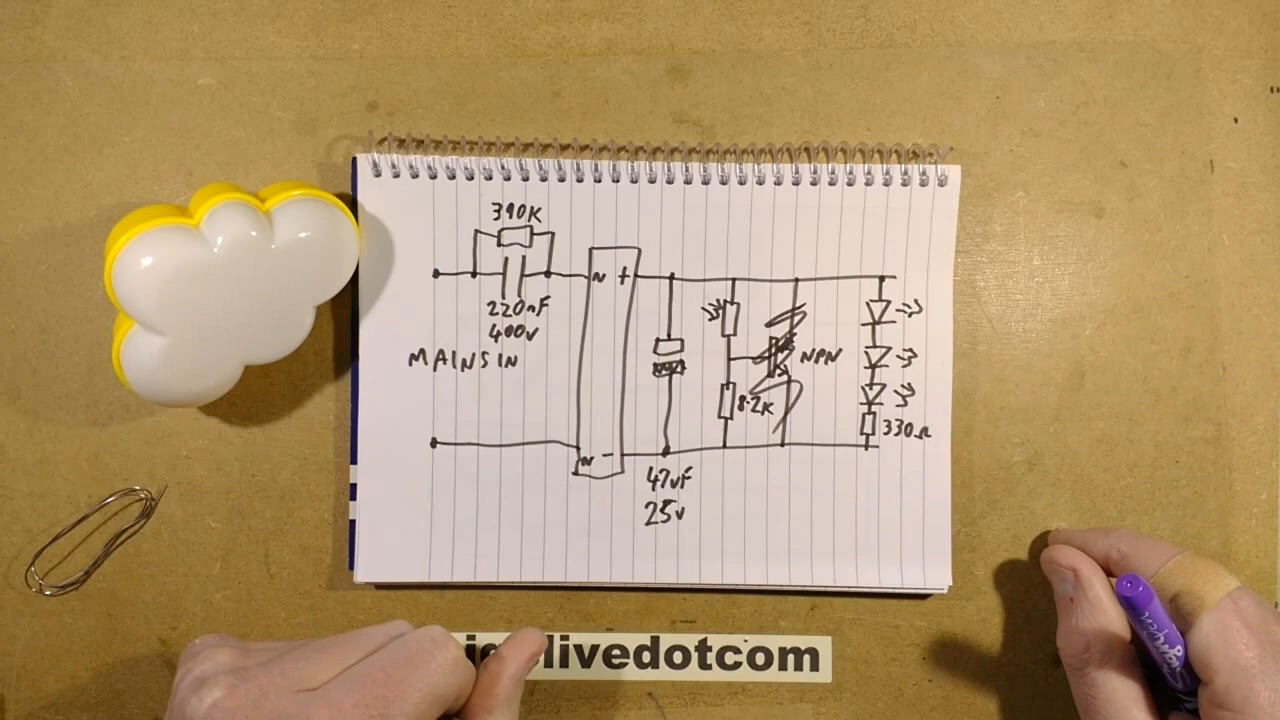 390K
220nF
400v
MAINS IN
~ +
~ -
47uF
25v
8.2K
NPN
330Ω
livedotcom